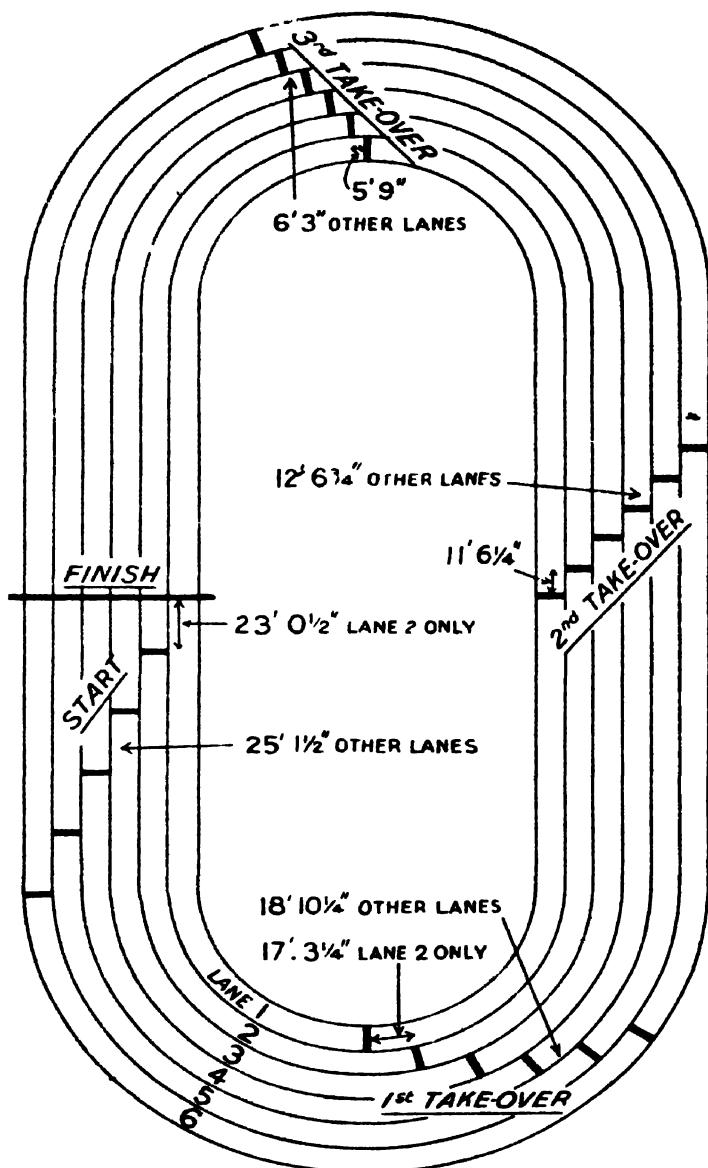 3rd TAKE-OVER
5' 9"
6' 3" OTHER LANES
12' 6¾" OTHER LANES
11' 6¼"
2nd TAKE-OVER
FINISH
23' 0½" LANE 2 ONLY
START
25' 1½" OTHER LANES
18' 10¼" OTHER LANES
17'. 3¼" LANE 2 ONLY
LANE 1
2
3
4
5
6
1st TAKE-OVER